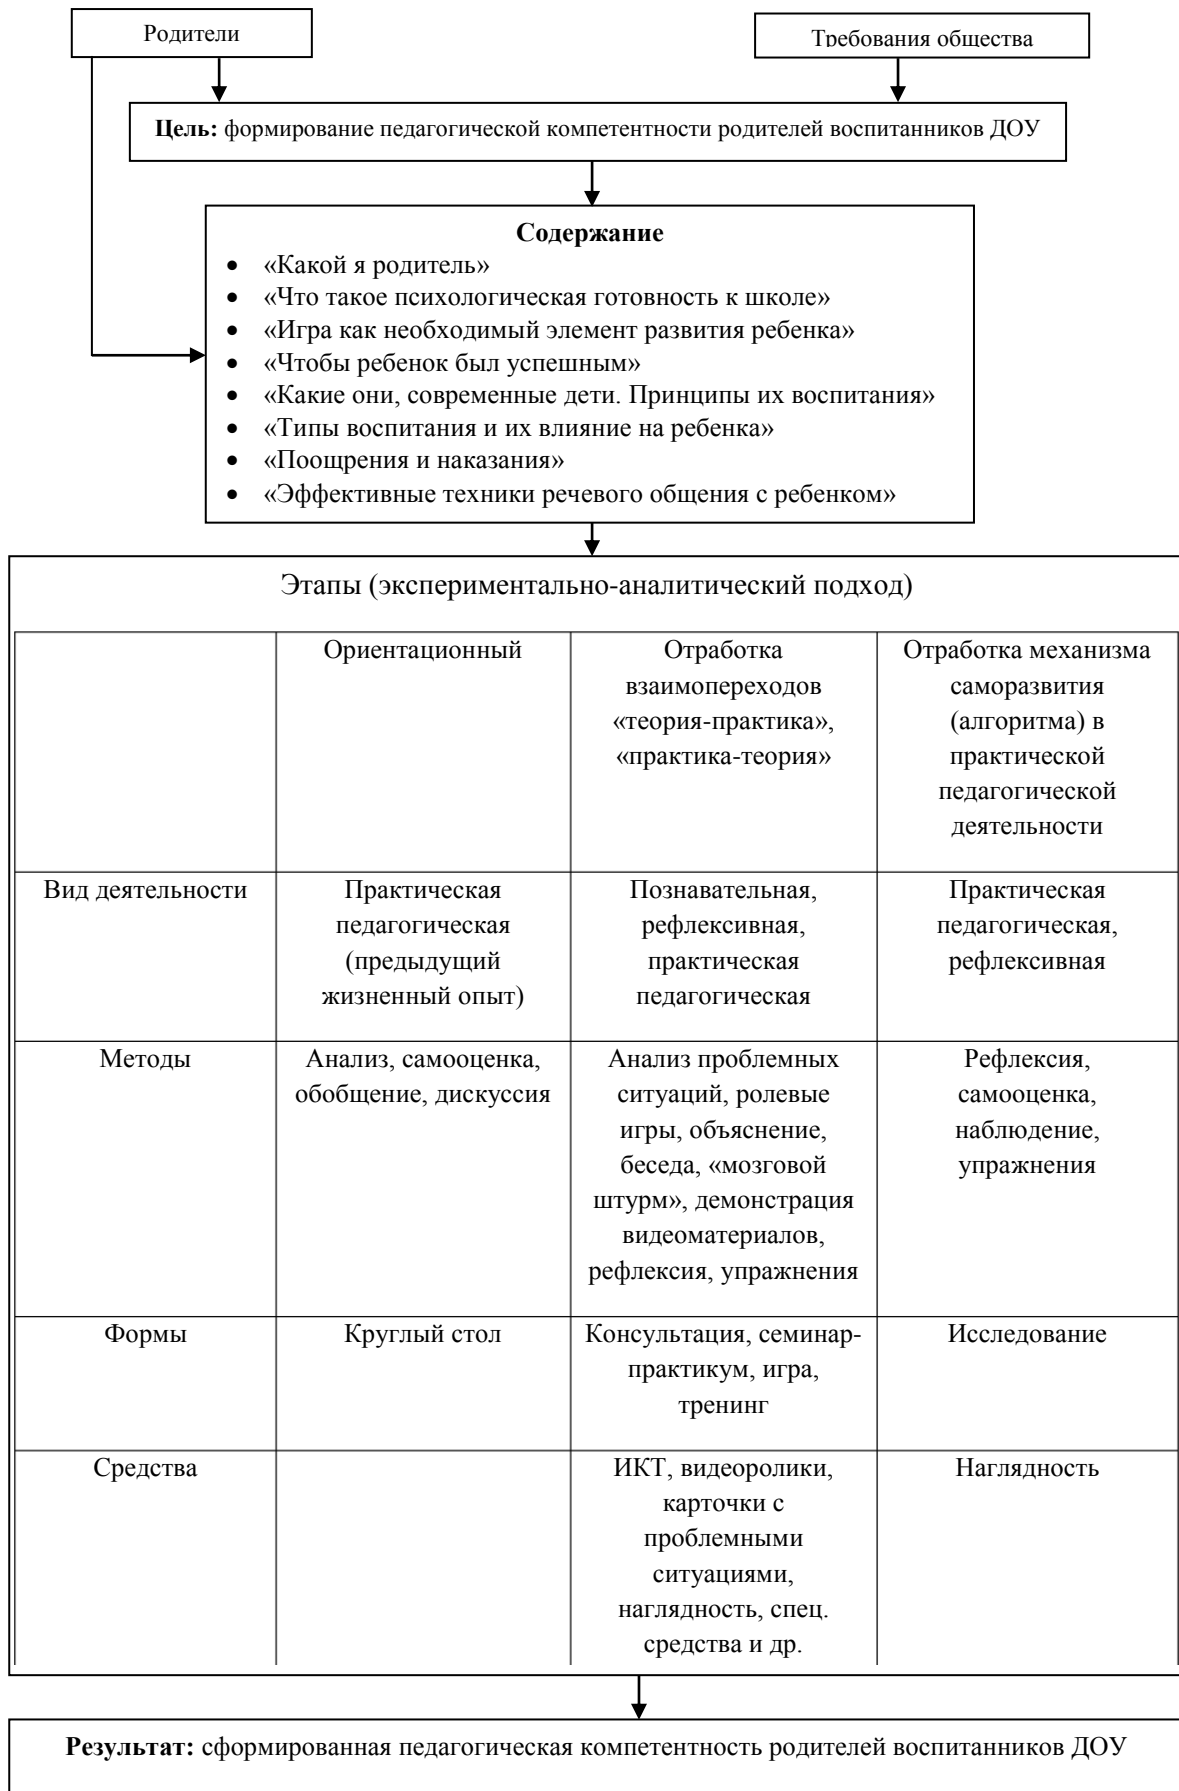 Родители
Требования общества
Цель: формирование педагогической компетентности родителей воспитанников ДОУ
Содержание
• «Какой я родитель»
• «Что такое психологическая готовность к школе»
• «Игра как необходимый элемент развития ребенка»
• «Чтобы ребенок был успешным»
• «Какие они, современные дети. Принципы их воспитания»
• «Типы воспитания и их влияние на ребенка»
• «Поощрения и наказания»
• «Эффективные техники речевого общения с ребенком»
Этапы (экспериментально-аналитический подход)
Ориентационный
Отработка
взаимопереходов
«теория-практика»,
«практика-теория»
Отработка механизма
саморазвития
(алгоритма) в
практической
педагогической
деятельности
Вид деятельности
Практическая
педагогическая
(предыдущий
жизненный опыт)
Познавательная,
рефлексивная,
практическая
педагогическая
Практическая
педагогическая,
рефлексивная
Методы
Анализ, самооценка,
обобщение, дискуссия
Анализ проблемных
ситуаций, ролевые
игры, объяснение,
беседа, «мозговой
штурм», демонстрация
видеоматериалов,
рефлексия, упражнения
Рефлексия,
самооценка,
наблюдение,
упражнения
Формы
Круглый стол
Консультация, семинар-
практикум, игра,
тренинг
Исследование
Средства
ИКТ, видеоролики,
карточки с
проблемными
ситуациями,
наглядность, спец.
средства и др.
Наглядность
Результат: сформированная педагогическая компетентность родителей воспитанников ДОУ